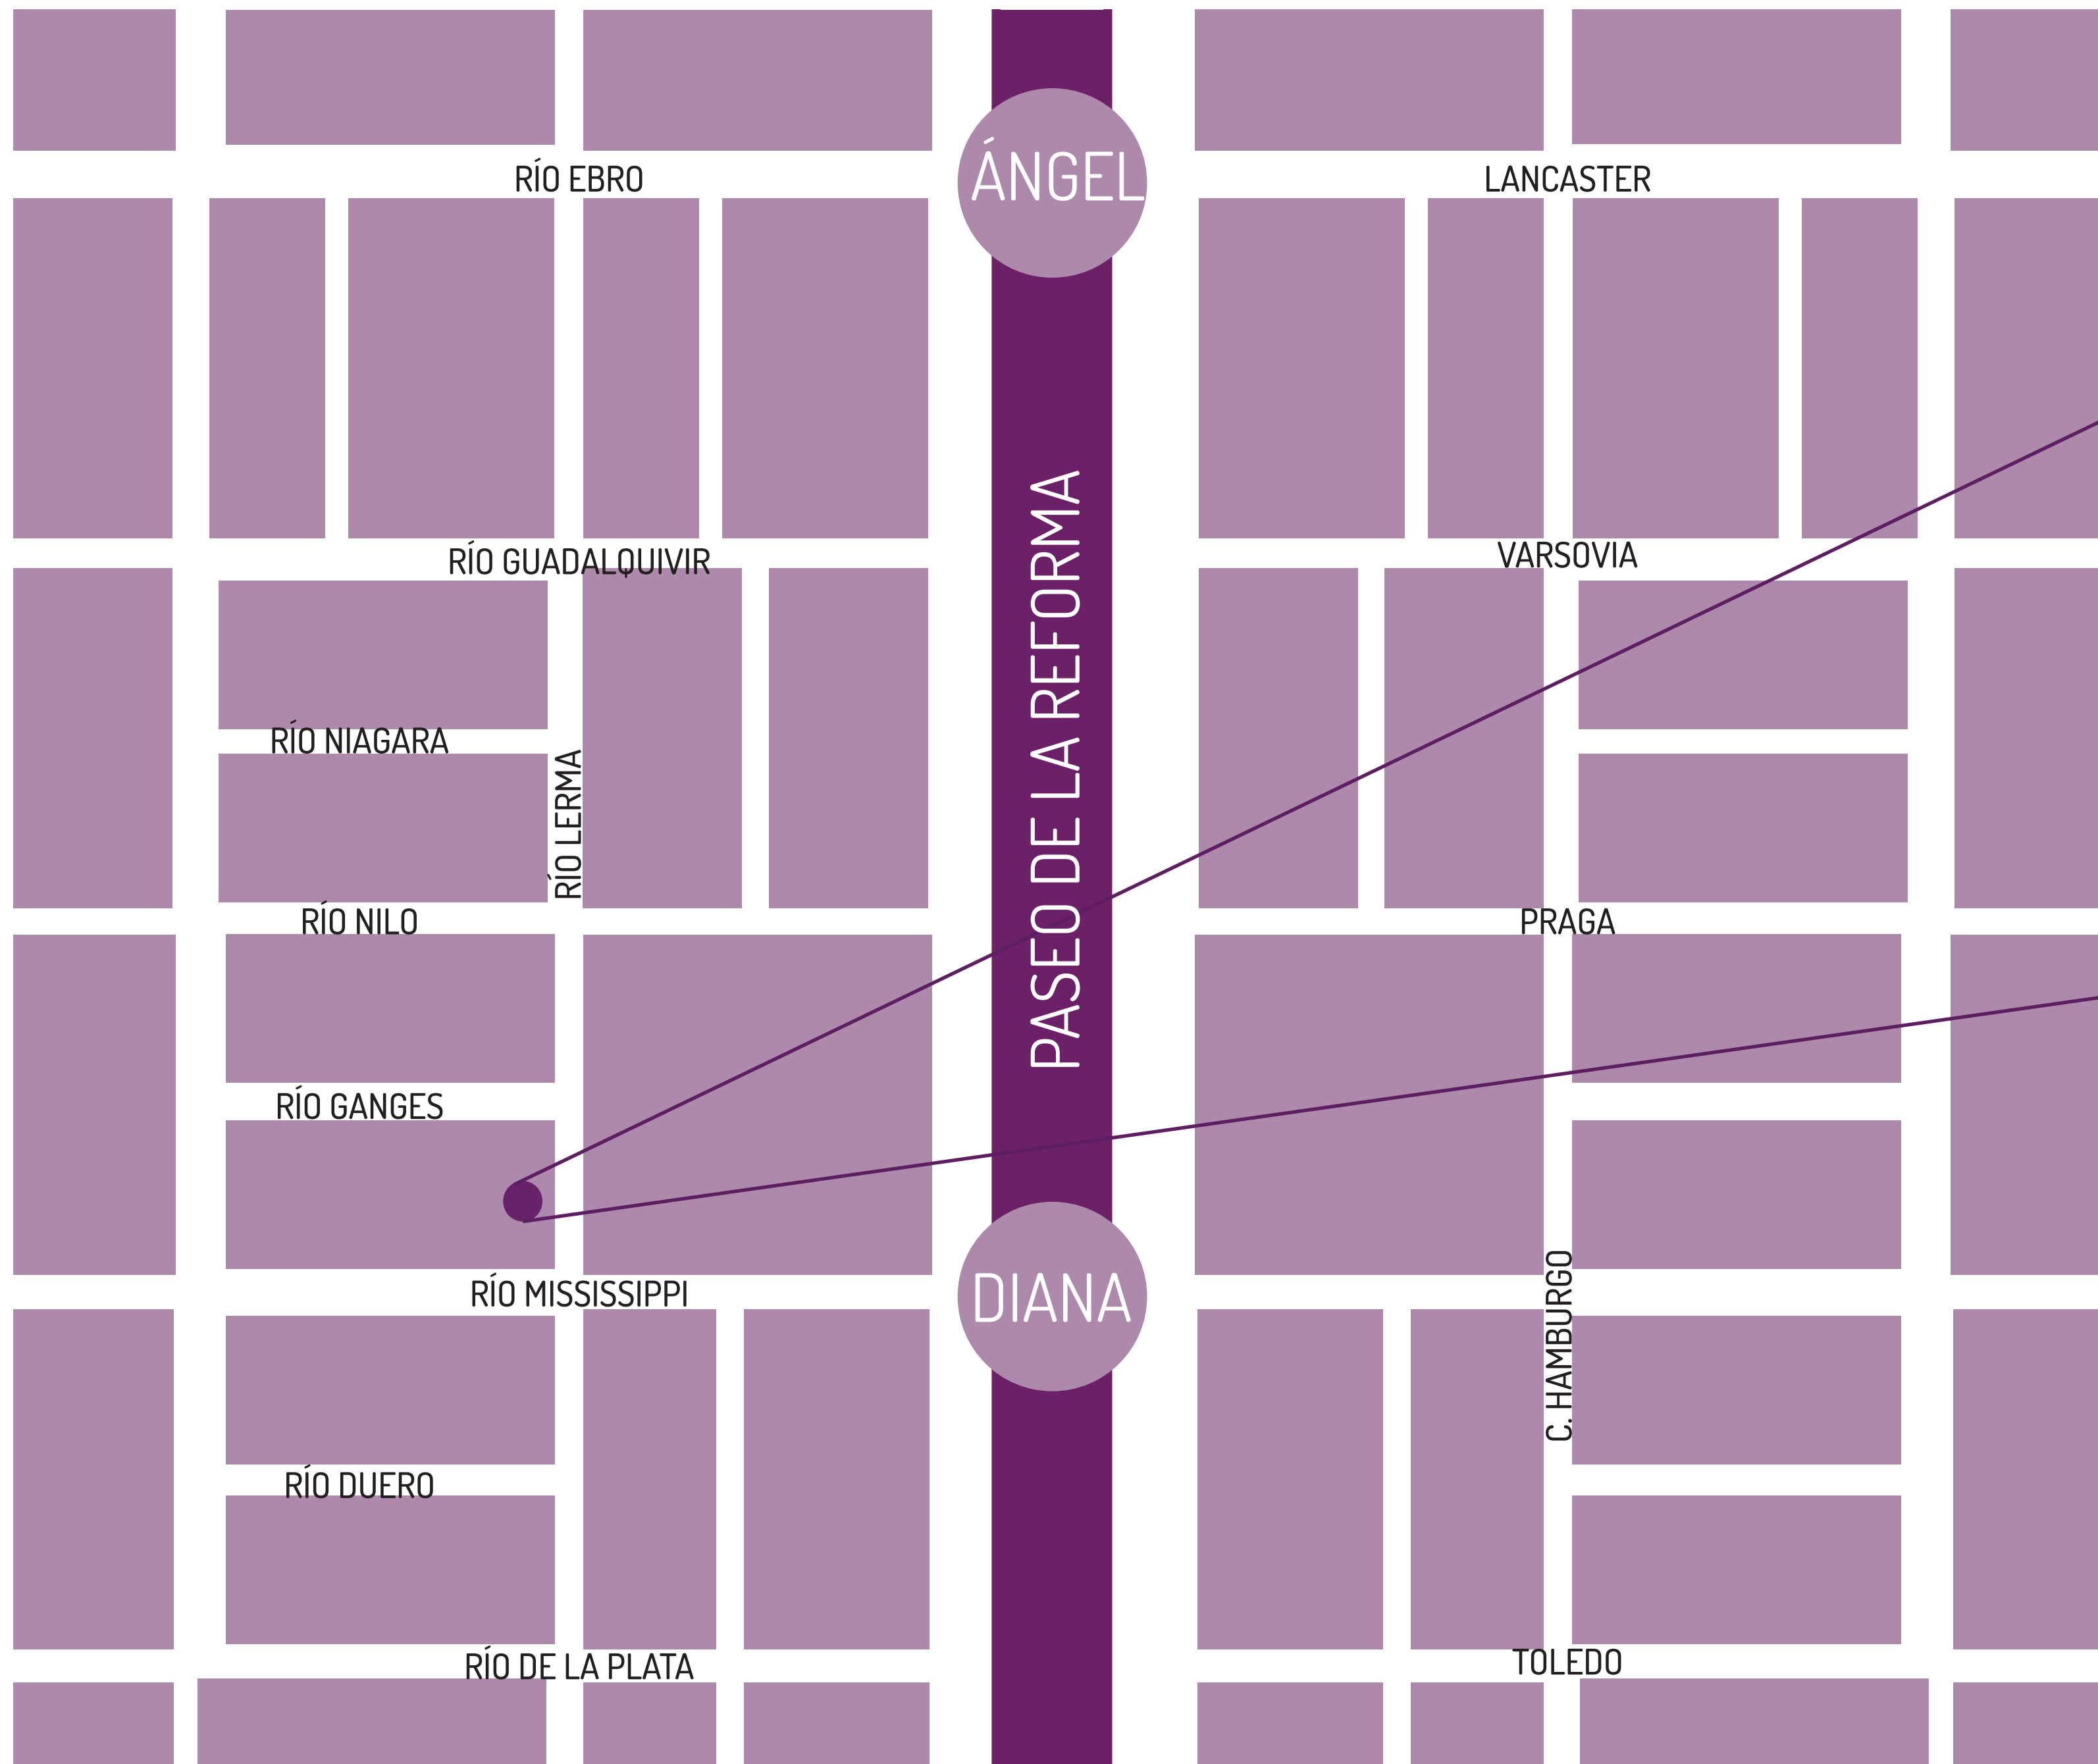 ÁNGEL
RÍO EBRO
LANCASTER
RÍO GUADALQUIVIR
VARSOVIA
PASEO DE LA REFORMA
RÍO NIAGARA
RÍO LERMA
RÍO NILO
PRAGA
RÍO GANGES
DIANA
RÍO MISSISSIPPI
C. HAMBURGO
RÍO DUERO
RÍO DE LA PLATA
TOLEDO